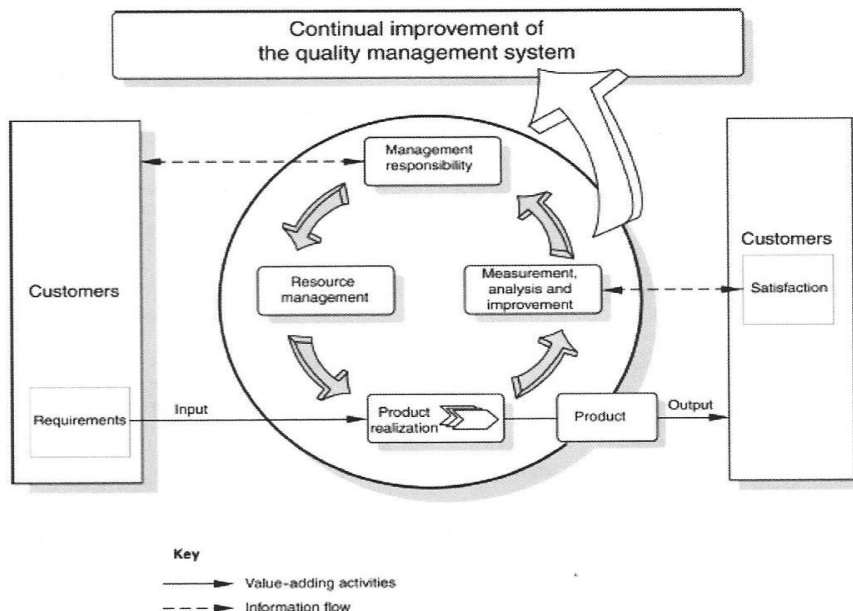 Continual improvement of
the quality management system
Management
responsibility
Customers
Resource
management
Measurement,
analysis and
improvement
Customers
Satisfaction
Requirements
Input
Product
realization
Product
Output
Key
Value-adding activities
Information flow